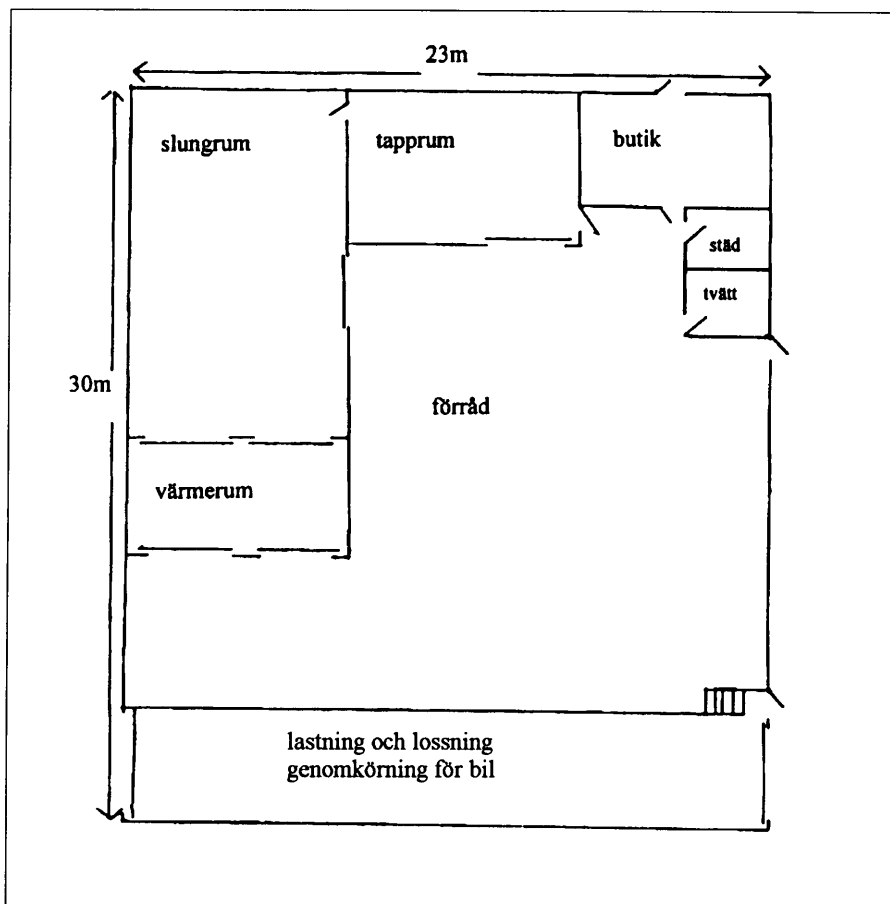 23m
slungrum
tapprum
butik
städ
tvätt
30m
förråd
värmerum
lastning och lossning
genomkörning för bil